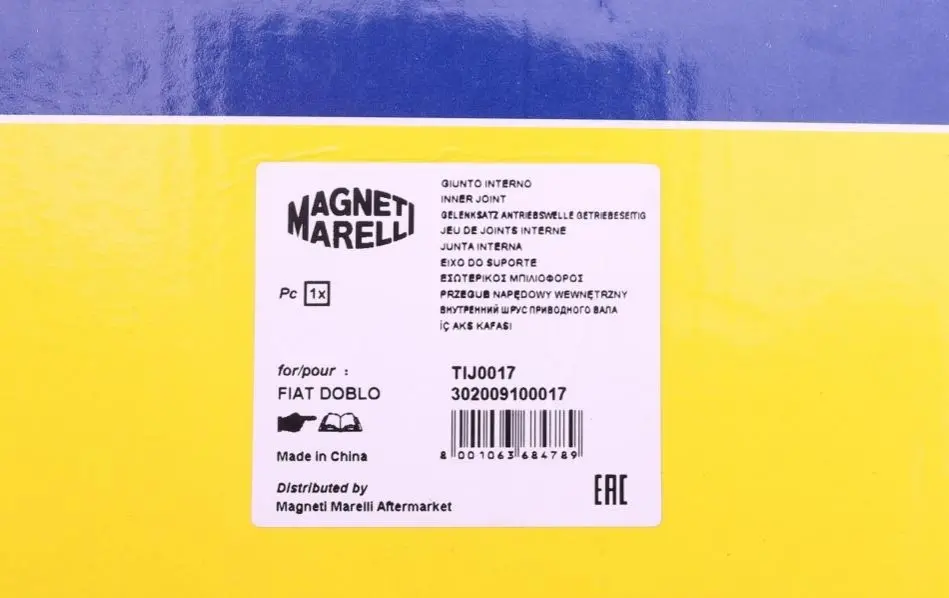 MAGNETI
MARELLI
Pc 1x
GIUNTO INTERNO
INNER JOINT
GELENKSATZ ANTRIEBSWELLE GETRIEBESEITIG
JEU DE JOINTS INTERNE
JUNTA INTERNA
EIXO DO SUPORTE
ΕΣΩΤΕΡΙΚΟΣ ΜΠΙΛΙΟΦΟΡΟΣ
PRZEGUB NAPĘDOWY WEWNĘTRZNY
ВНУТРЕННИЙ ШРУС ПРИВОДНОГО ВАЛА
İÇ AKS KAFASI
for/pour :
FIAT DOBLO
TIJ0017
302009100017
8 001063 684789
Made in China
Distributed by
Magneti Marelli Aftermarket
EAC